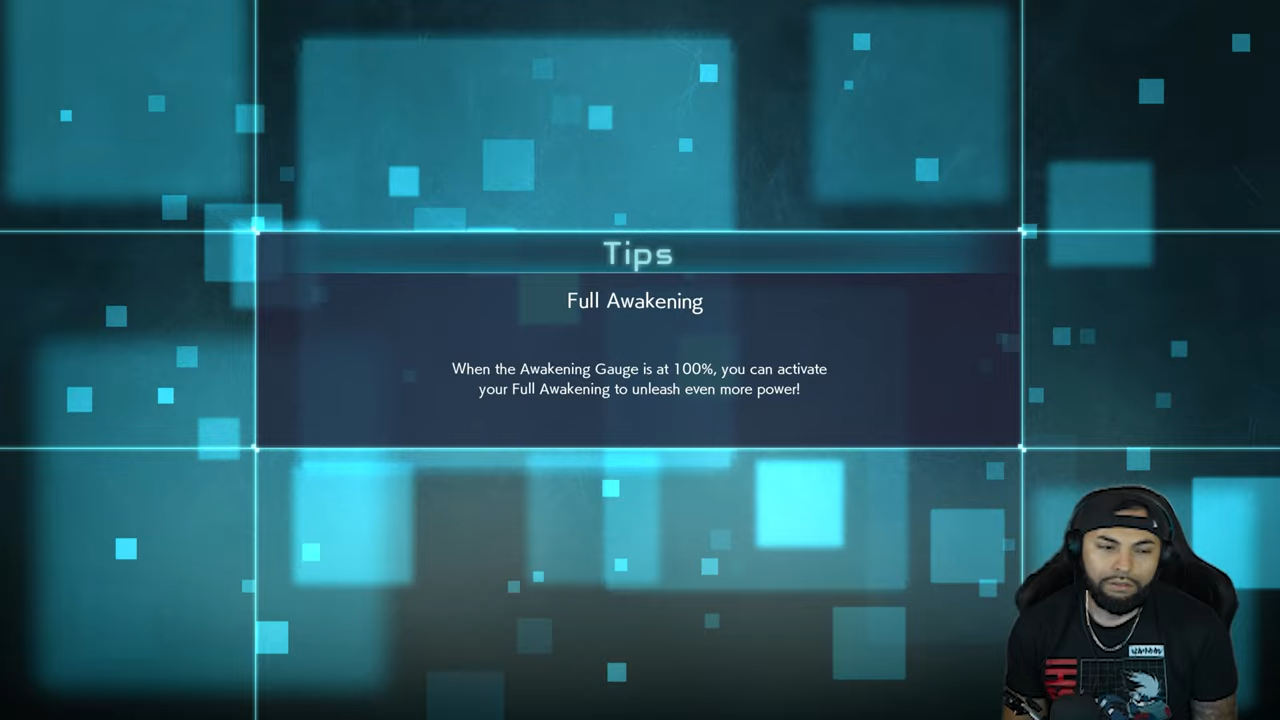 Tips
Full Awakening
When the Awakening Gauge is at 100%, you can activate
your Full Awakening to unleash even more power!